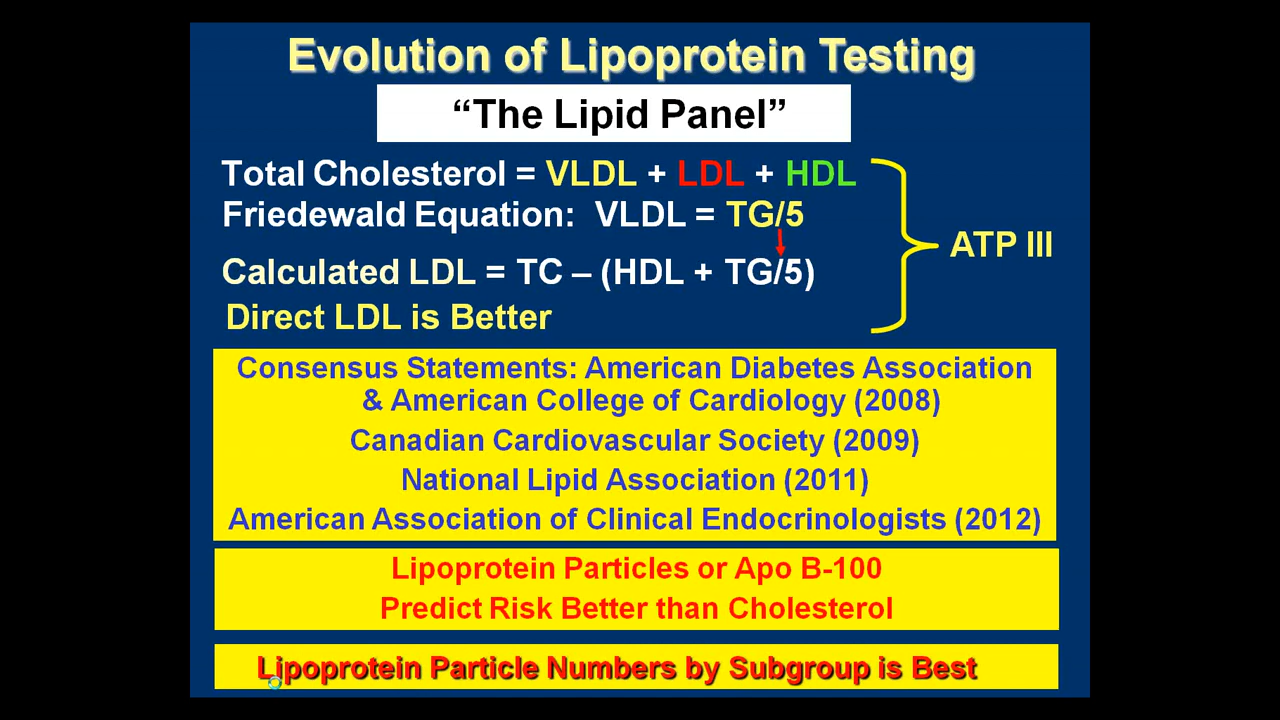 Evolution of Lipoprotein Testing
“The Lipid Panel”
Total Cholesterol = VLDL + LDL + HDL
Friedewald Equation: VLDL = TG/5
ATP III
Calculated LDL = TC – (HDL + TG/5)
Direct LDL is Better
Consensus Statements: American Diabetes Association
& American College of Cardiology (2008)
Canadian Cardiovascular Society (2009)
National Lipid Association (2011)
American Association of Clinical Endocrinologists (2012)
Lipoprotein Particles or Apo B-100
Predict Risk Better than Cholesterol
Lipoprotein Particle Numbers by Subgroup is Best